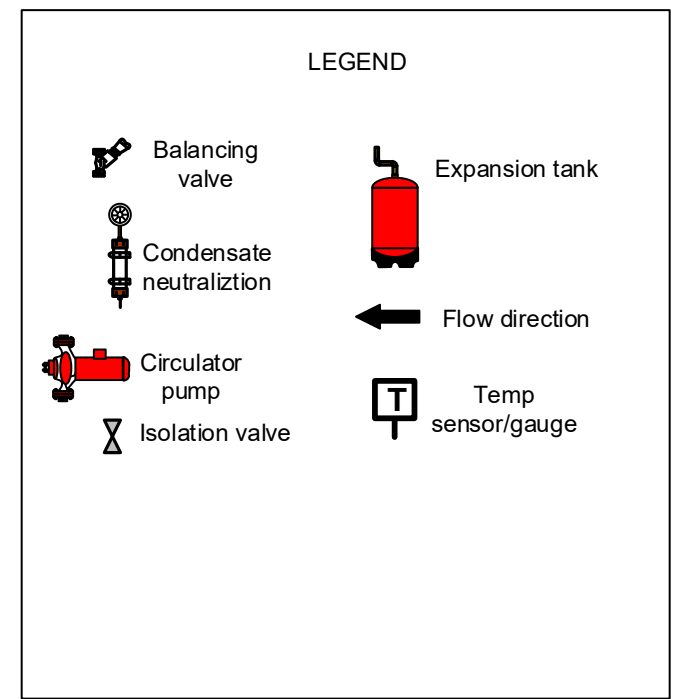 LEGEND
Balancing
valve
Condensate
neutraliztion
Circulator
pump
Isolation valve
Expansion tank
Flow direction
T
Temp
sensor/gauge